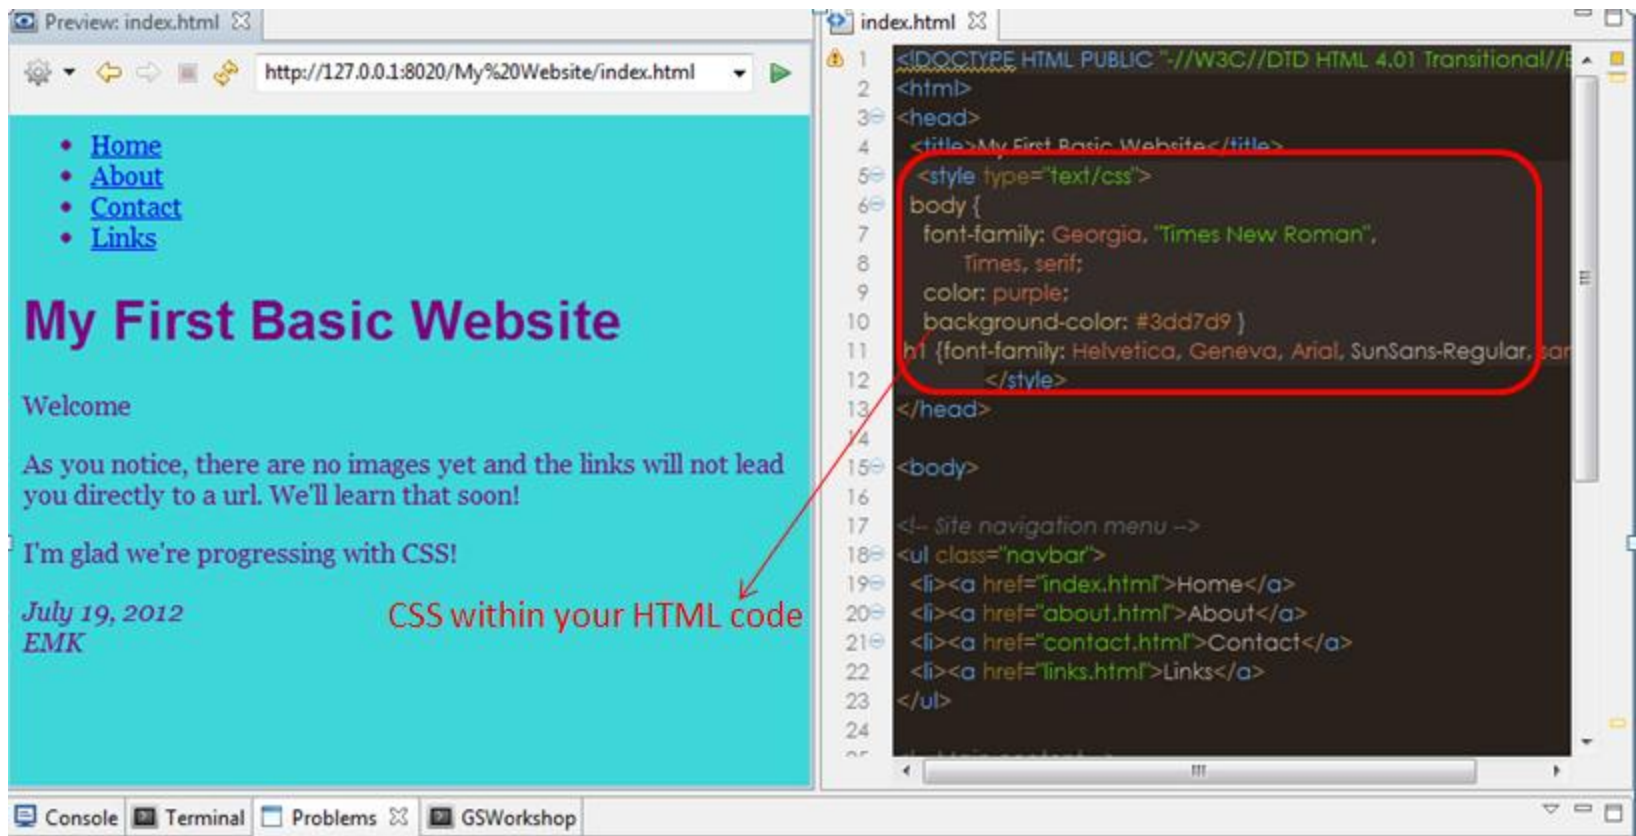 Preview: index.html
http://127.0.0.1:8020/My%20Website/index.html
Home
About
Contact
Links
My First Basic Website
Welcome
As you notice, there are no images yet and the links will not lead
you directly to a url. We'll learn that soon!
I'm glad we're progressing with CSS!
July 19, 2012
EMK
CSS within your HTML code
index.html
1 <!DOCTYPE HTML PUBLIC "-//W3C//DTD HTML 4.01 Transitional//E
2 <html>
3 <head>
4 <title>My First Basic Website</title>
5 <style type="text/css">
6 body {
7 font-family: Georgia, "Times New Roman",
8 Times, serif;
9 color: purple;
10 background-color: #3dd7d9 }
11 h1 {font-family: Helvetica, Geneva, Arial, SunSans-Regular, san
12 </style>
13 </head>
14
15 <body>
16
17 <!-- Site navigation menu -->
18 <ul class="navbar">
19 <li><a href="index.html">Home</a>
20 <li><a href="about.html">About</a>
21 <li><a href="contact.html">Contact</a>
22 <li><a href="links.html">Links</a>
23 </ul>
24
Console Terminal Problems GSWorkshop